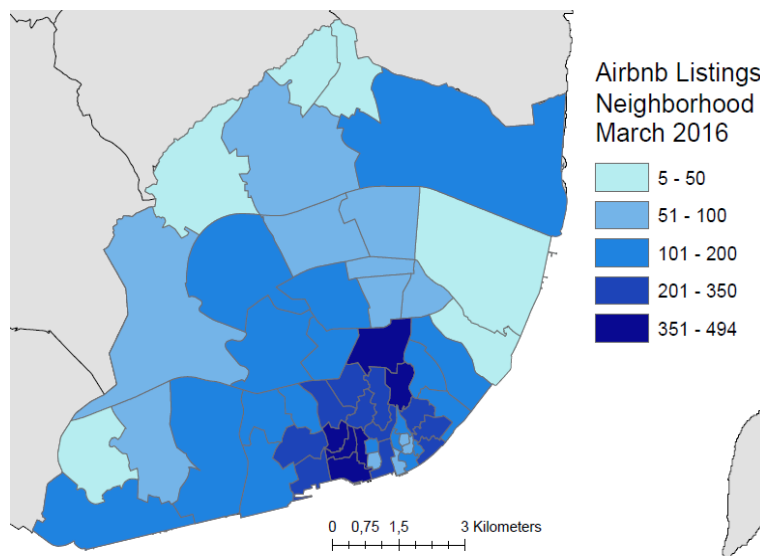 Airbnb Listings
Neighborhood
March 2016
5 - 50
51 - 100
101 - 200
201 - 350
351 - 494
0 0,75 1,5 3 Kilometers